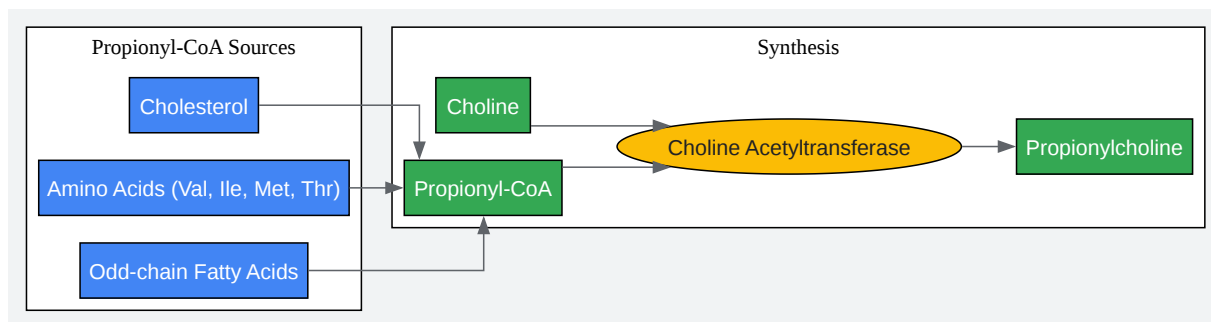 Propionyl-CoA Sources
Cholesterol
Amino Acids (Val, Ile, Met, Thr)
Odd-chain Fatty Acids
Synthesis
Choline
Propionyl-CoA
Choline Acetyltransferase
Propionylcholine